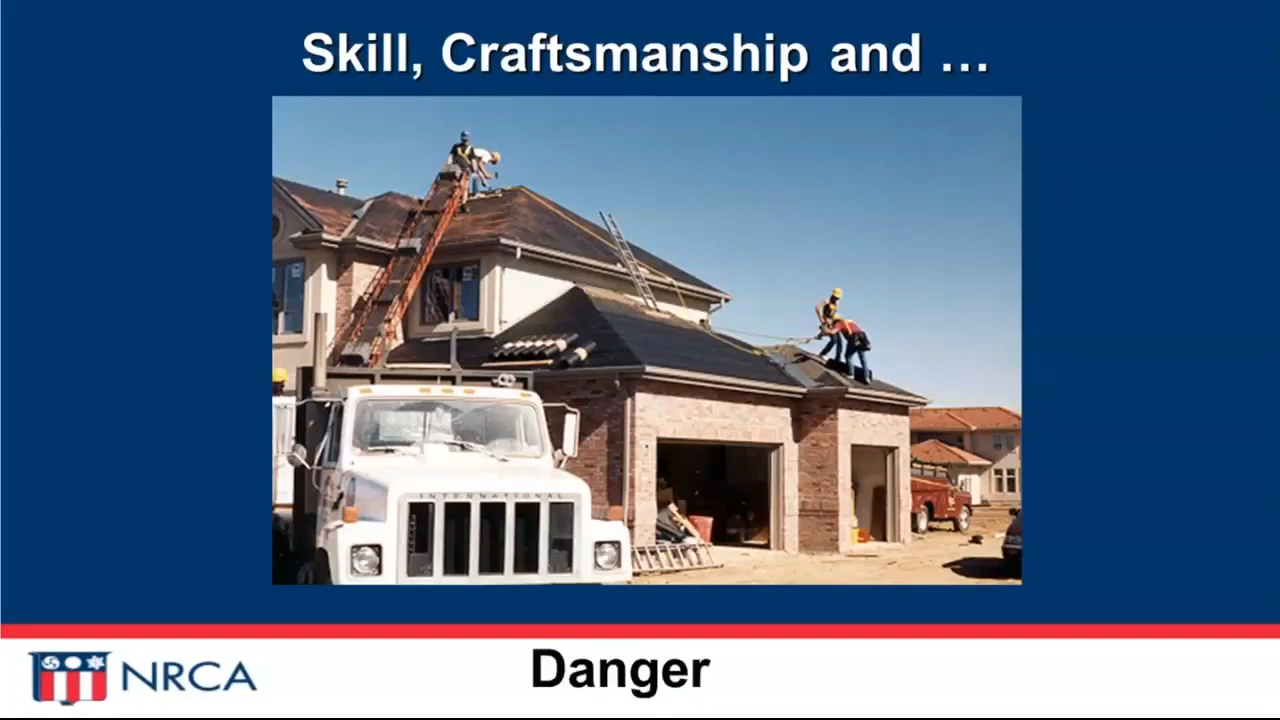 Skill, Craftsmanship and …
INTERNATIONAL
Danger
NRCA